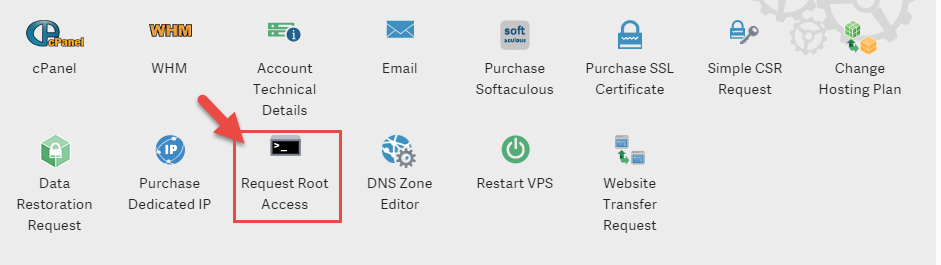 cPanel
WHM
soft
aculous
i
cPanel
WHM
Account
Technical
Details
Email
Purchase
Softaculous
Purchase SSL
Certificate
Simple CSR
Request
Change
Hosting Plan
IP
>_
Data
Restoration
Request
Purchase
Dedicated IP
Request Root
Access
DNS Zone
Editor
Restart VPS
Website
Transfer
Request